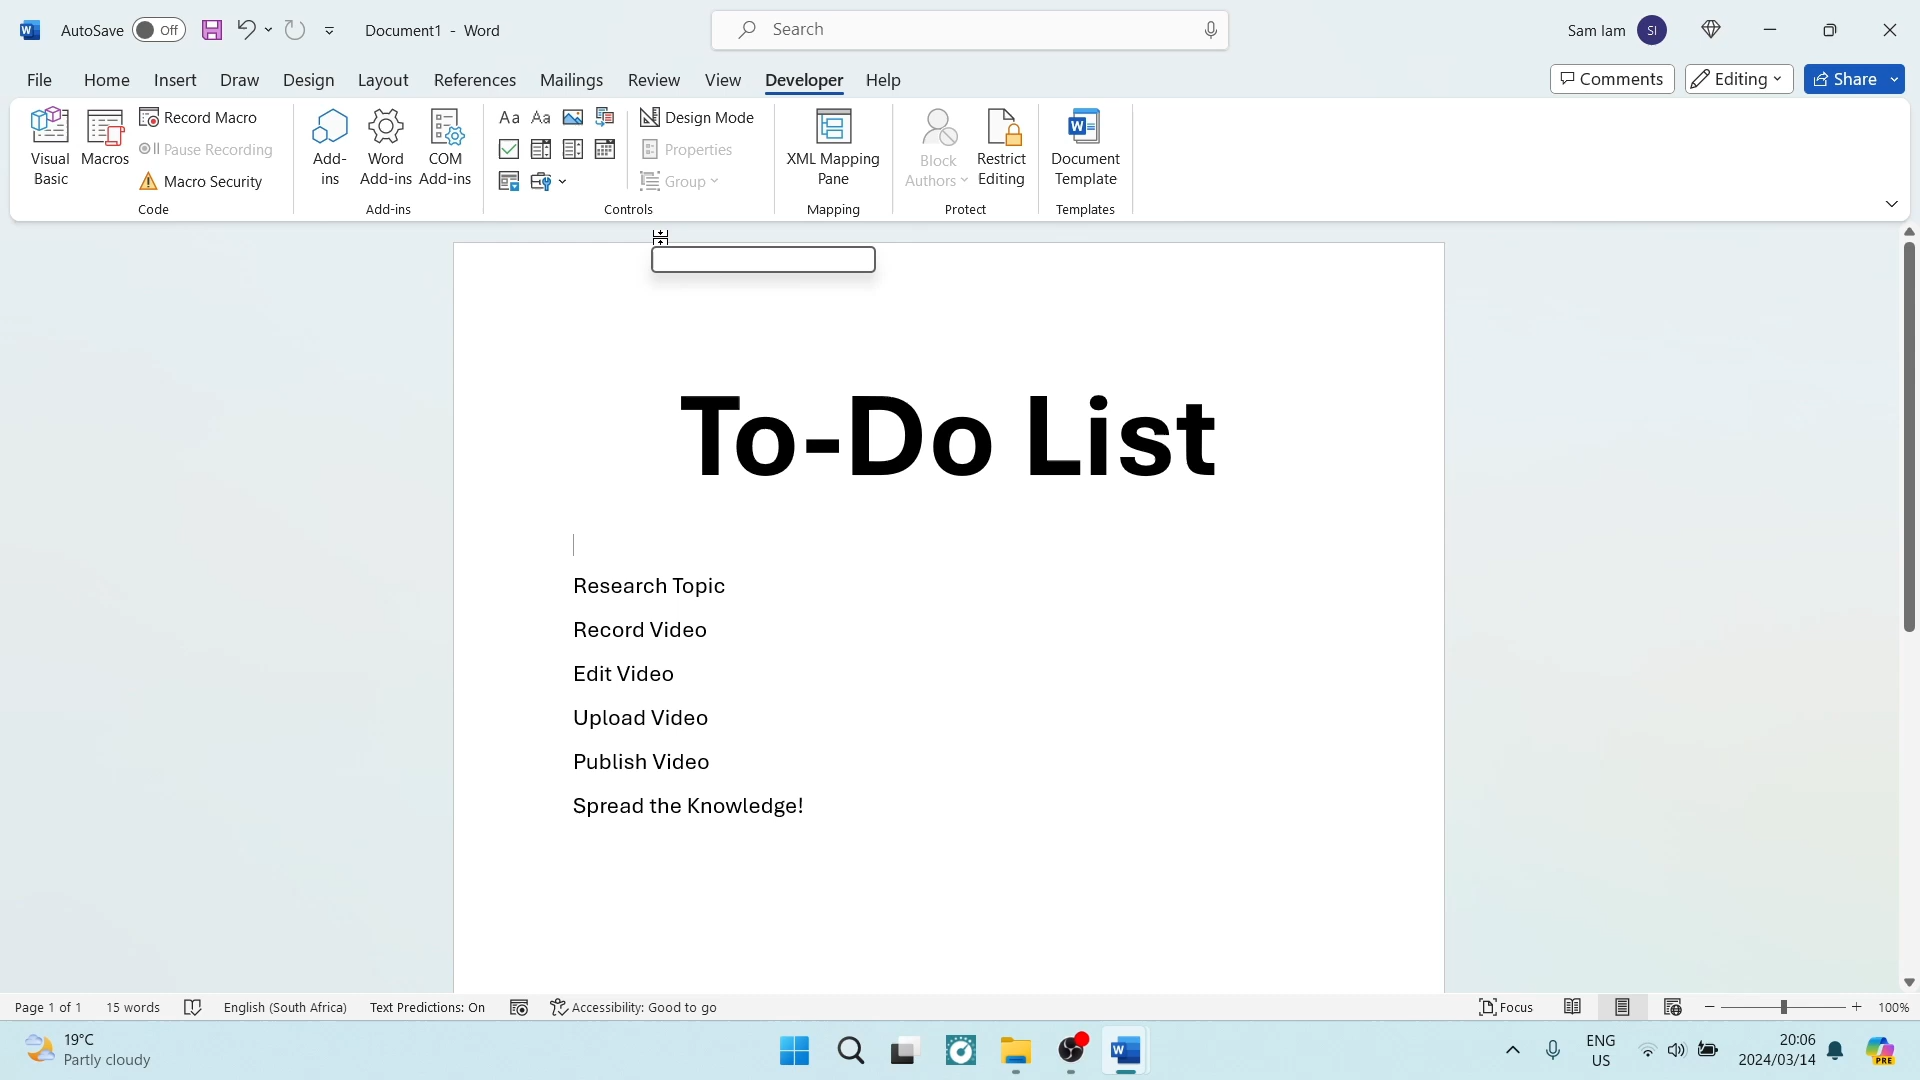 AutoSave Off Document1 - Word Search Sam Iam SI
File Home Insert Draw Design Layout References Mailings Review View Developer Help Comments Editing Share
Visual Basic
Macros
Record Macro
Pause Recording
Macro Security
Code
Add-ins
Word Add-ins
COM Add-ins
Add-ins
Aa Aa
Design Mode
Properties
Group
Controls
XML Mapping Pane
Mapping
Block Authors
Restrict Editing
Protect
Document Template
Templates
To-Do List
Research Topic
Record Video
Edit Video
Upload Video
Publish Video
Spread the Knowledge!
Page 1 of 1 15 words English (South Africa) Text Predictions: On Accessibility: Good to go Focus 100%
19°C
Partly cloudy
ENG
US
20:06
2024/03/14
PRE